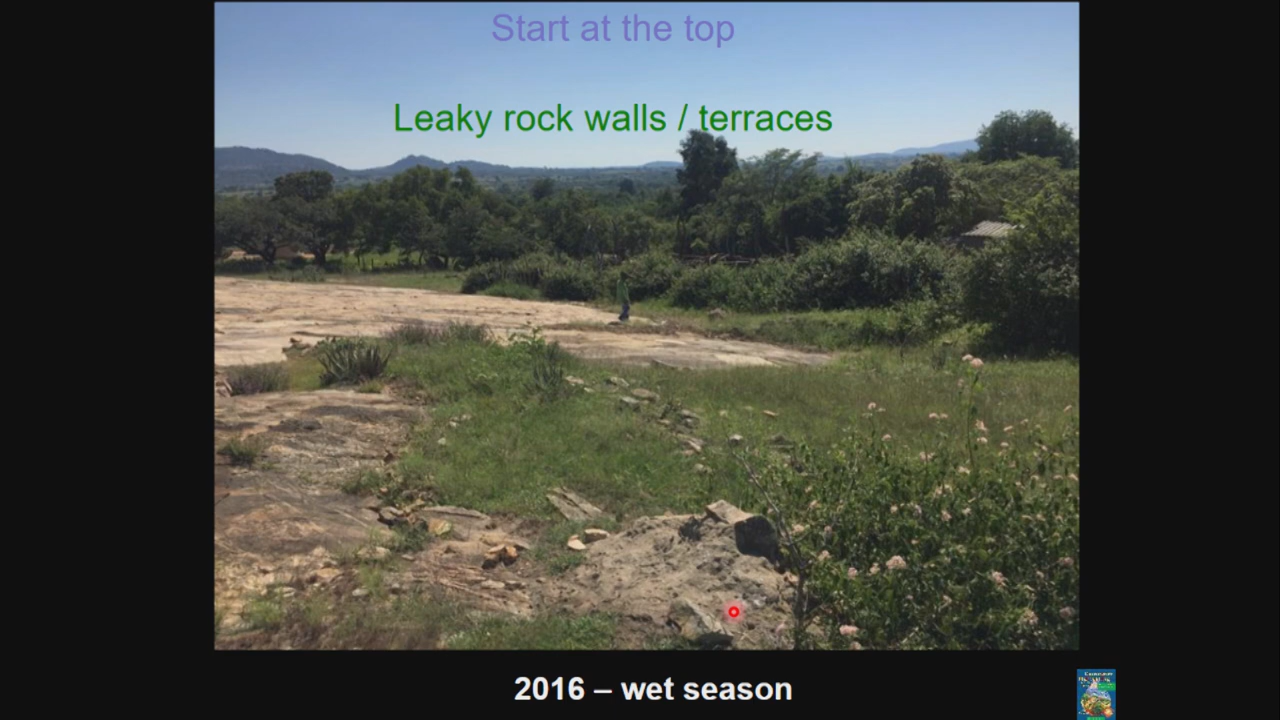 Start at the top
Leaky rock walls / terraces
2016 – wet season